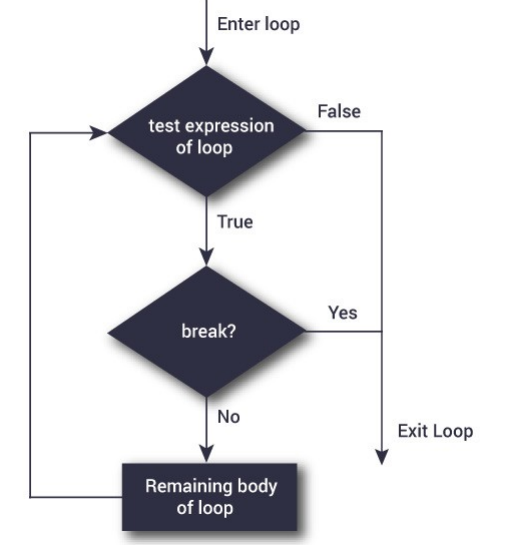 Enter loop
test expression
of loop
False
True
break?
Yes
No
Exit Loop
Remaining body
of loop